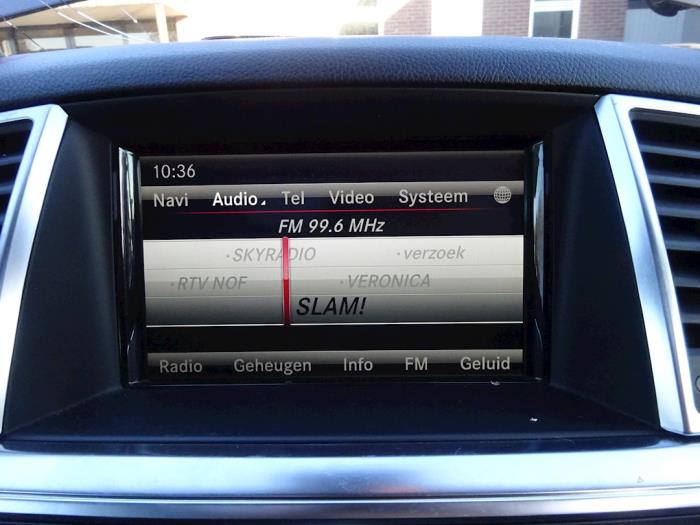 10:36
Navi Audio Tel Video Systeem
FM 99.6 MHz
·SKYRADIO ·verzoek
·RTV NOF ·VERONICA
SLAM!
Radio Geheugen Info FM Geluid